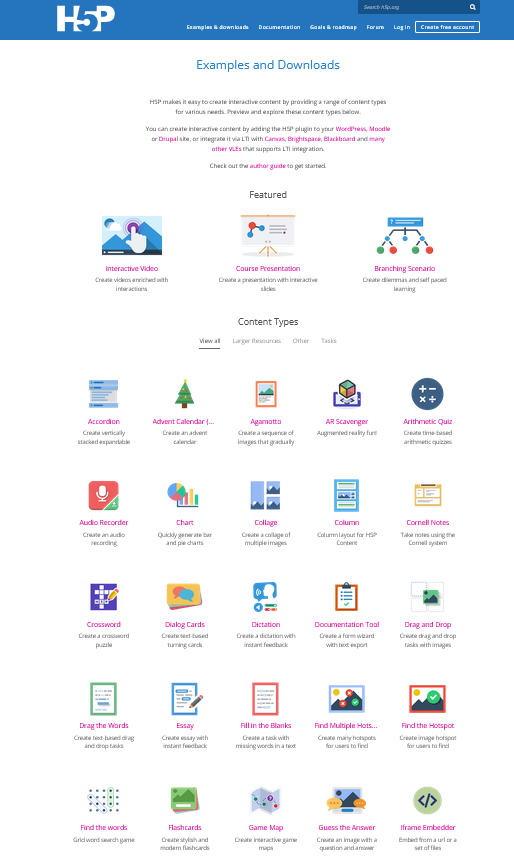 H5P
Search h5p.org
Examples & downloads Documentation Goals & roadmap Forum Log in Create free account
Examples and Downloads
H5P makes it easy to create interactive content by providing a range of content types
for various needs. Preview and explore these content types below.
You can create interactive content by adding the H5P plugin to your WordPress, Moodle
or Drupal site, or integrate it via LTI with Canvas, Brightspace, Blackboard and many
other VLEs that supports LTI integration.
Check out the author guide to get started.
Featured
Interactive Video
Create videos enriched with
interactions
Course Presentation
Create a presentation with interactive
slides
Branching Scenario
Create dilemmas and self paced
learning
Content Types
View all Larger Resources Other Tasks
Accordion
Create vertically
stacked expandable
Advent Calendar (...
Create an advent
calendar
Agamotto
Create a sequence of
images that gradually
AR Scavenger
Augmented reality fun!
Arithmetic Quiz
Create time-based
arithmetic quizzes
Audio Recorder
Create an audio
recording
Chart
Quickly generate bar
and pie charts
Collage
Create a collage of
multiple images
Column
Column layout for H5P
Content
Cornell Notes
Take notes using the
Cornell system
Crossword
Create a crossword
puzzle
Dialog Cards
Create text-based
turning cards
Dictation
Create a dictation with
instant feedback
Documentation Tool
Create a form wizard
with text export
Drag and Drop
Create drag and drop
tasks with images
Drag the Words
Create text-based drag
and drop tasks
Essay
Create essay with
instant feedback
Fill in the Blanks
Create a task with
missing words in a text
Find Multiple Hots...
Create many hotspots
for users to find
Find the Hotspot
Create image hotspot
for users to find
Find the words
Grid word search game
Flashcards
Create stylish and
modern flashcards
Game Map
Create interactive game
maps
Guess the Answer
Create an image with a
question and answer
Iframe Embedder
Embed from a url or a
set of files